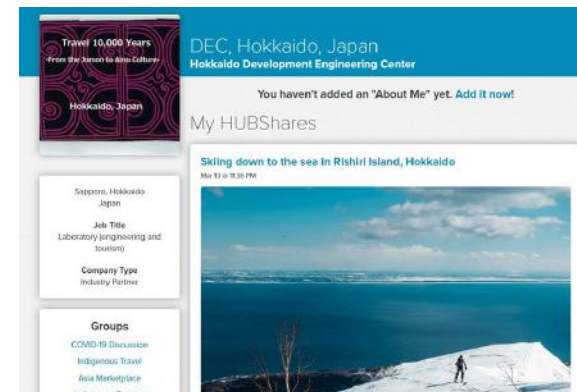 Travel 10,000 Years
-From the Jomon to Ainu Culture-
Hokkaido, Japan
DEC, Hokkaido, Japan
Hokkaido Development Engineering Center
You haven't added an "About Me" yet. Add it now!
My HUBShares
Skiing down to the sea in Rishiri Island, Hokkaido
Mar 13 @ 11:36 PM
Sapporo, Hokkaido
Japan
Job Title
Laboratory (engineering and
tourism)
Company Type
Industry Partner
Groups
COVID-19 Discussion
Indigenous Travel
Asia Marketplace